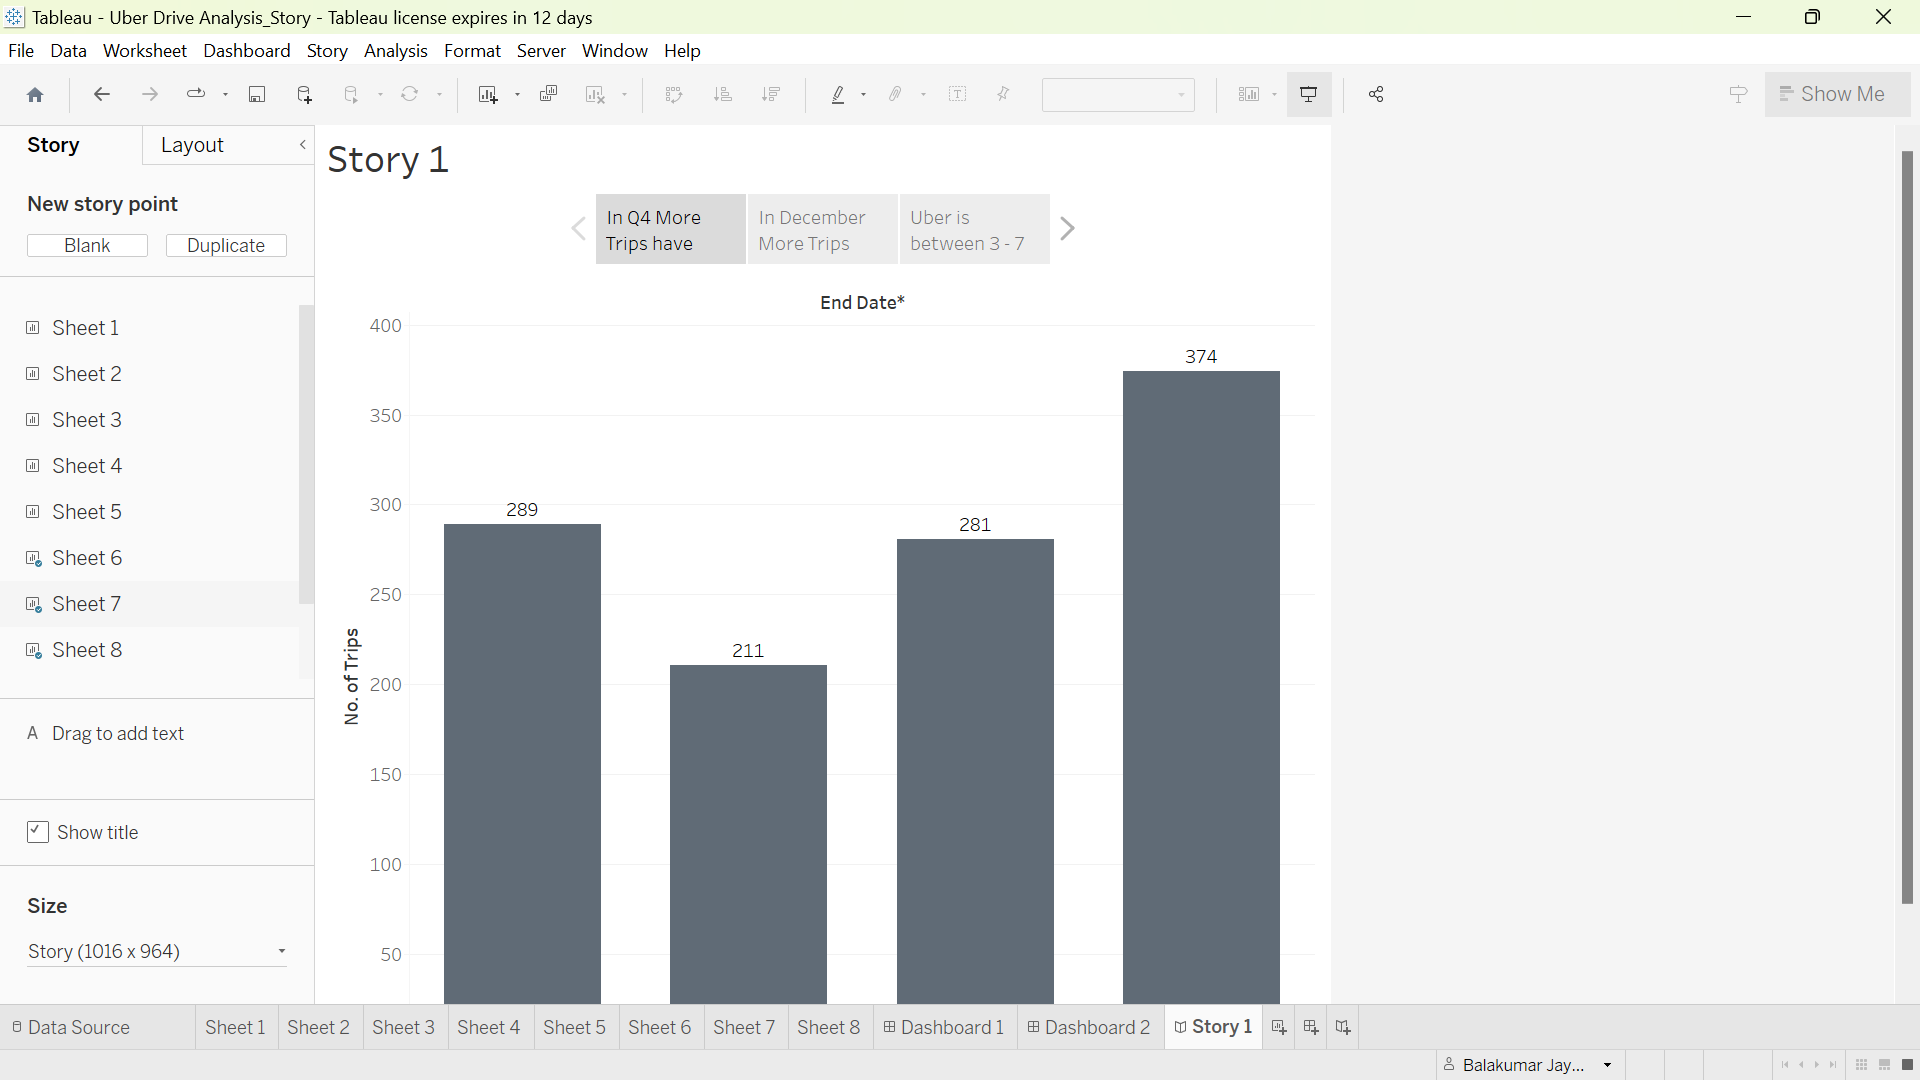 Tableau - Uber Drive Analysis_Story - Tableau license expires in 12 days
File Data Worksheet Dashboard Story Analysis Format Server Window Help
Show Me
Story Layout
New story point
Blank Duplicate
Sheet 1
Sheet 2
Sheet 3
Sheet 4
Sheet 5
Sheet 6
Sheet 7
Sheet 8
A Drag to add text
Show title
Size
Story (1016 x 964)
Story 1
In Q4 More
Trips have
In December
More Trips
Uber is
between 3 - 7
End Date*
No. of Trips
400
350
300
250
200
150
100
50
289
211
281
374
Data Source Sheet 1 Sheet 2 Sheet 3 Sheet 4 Sheet 5 Sheet 6 Sheet 7 Sheet 8 Dashboard 1 Dashboard 2 Story 1
Balakumar Jay...